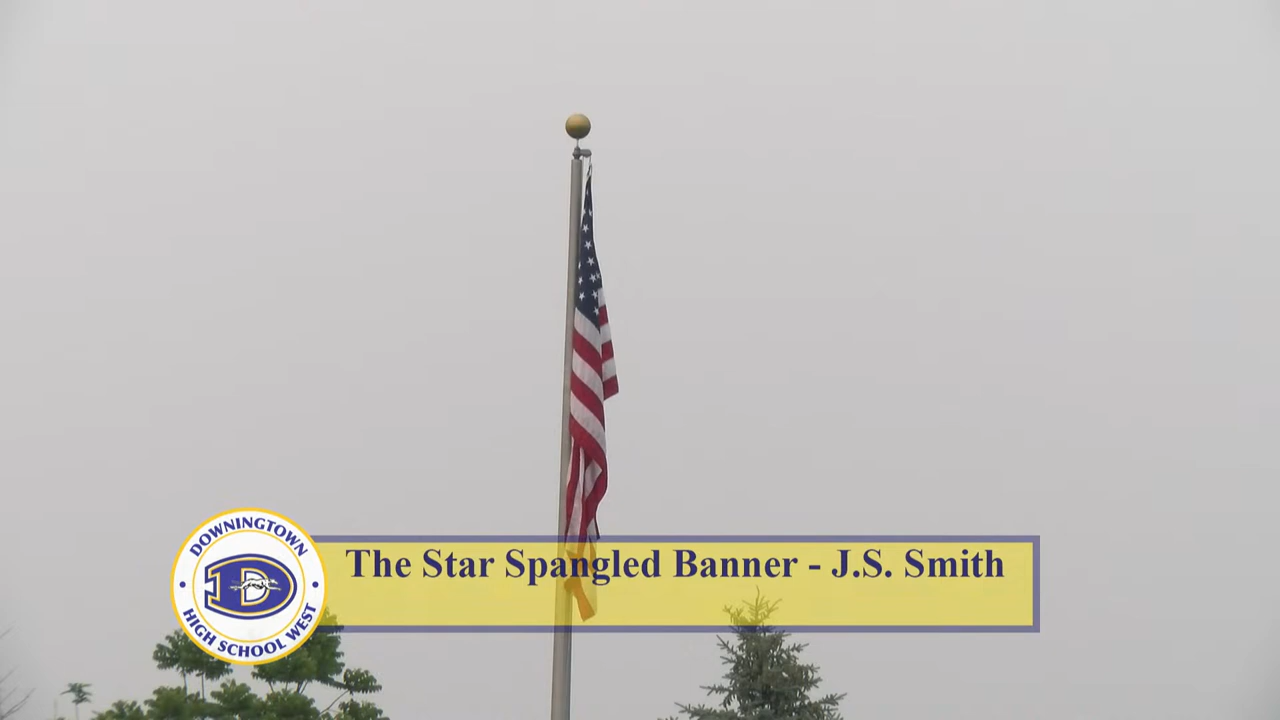 The Star Spangled Banner - J.S. Smith
DOWNINGTOWN
D
HIGH SCHOOL WEST